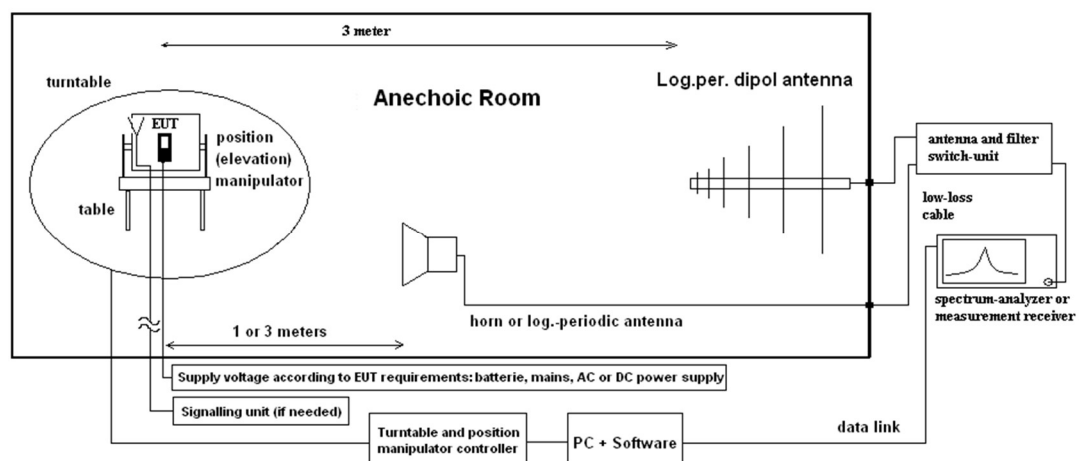 3 meter
turntable
Log.per. dipol antenna
Anechoic Room
EUT
position
(elevation)
manipulator
table
antenna and filter
switch-unit
low-loss
cable
spectrum-analyzer or
measurement receiver
horn or log.-periodic antenna
1 or 3 meters
Supply voltage according to EUT requirements: batterie, mains, AC or DC power supply
Signalling unit (if needed)
Turntable and position
manipulator controller
PC + Software
data link